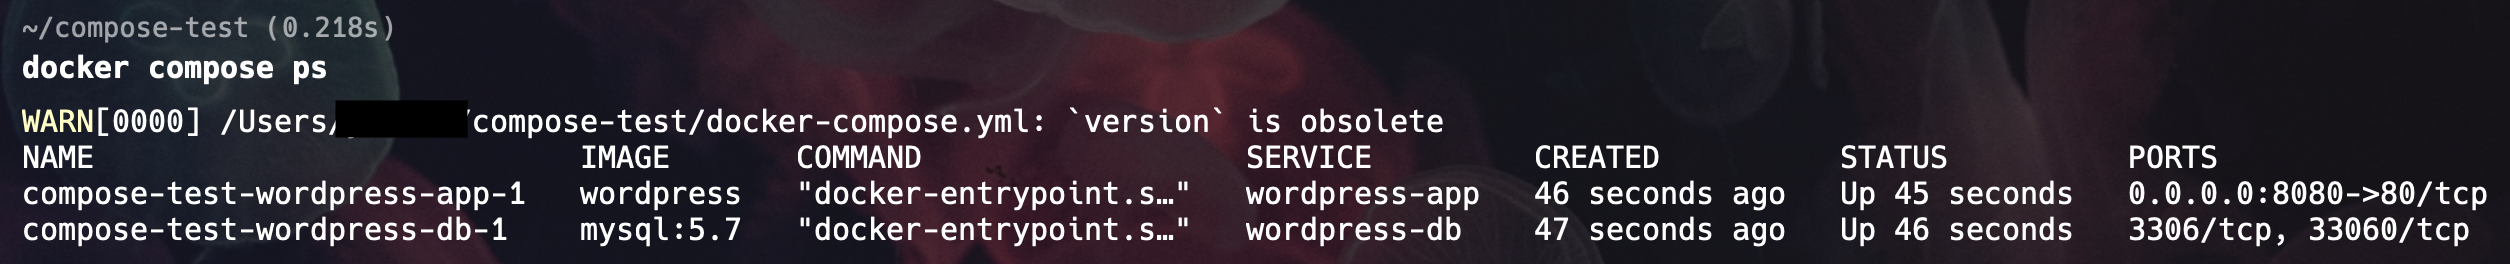 ~/compose-test (0.218s)
docker compose ps
WARN[0000] /Users/ /compose-test/docker-compose.yml: `version` is obsolete
NAME IMAGE COMMAND SERVICE CREATED STATUS PORTS
compose-test-wordpress-app-1 wordpress "docker-entrypoint.s…" wordpress-app 46 seconds ago Up 45 seconds 0.0.0.0:8080->80/tcp
compose-test-wordpress-db-1 mysql:5.7 "docker-entrypoint.s…" wordpress-db 47 seconds ago Up 46 seconds 3306/tcp, 33060/tcp